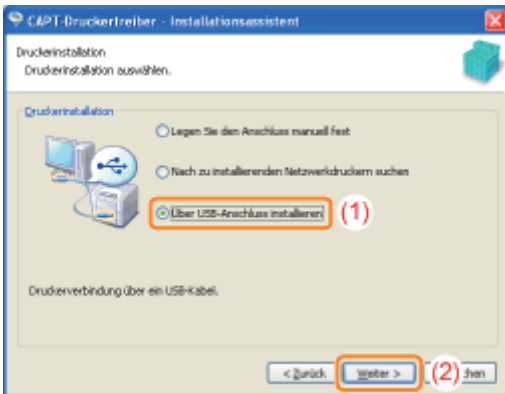 CAPT-Druckertreiber - Installationsassistent
Druckerinstallation
Druckerinstallation auswählen.
Druckerinstallation
Legen Sie den Anschluss manuell fest
Nach zu installierenden Netzwerkdruckern suchen
Über USB-Anschluss installieren (1)
Druckerverbindung über ein USB-Kabel.
< Zurück Weiter > (2) hen